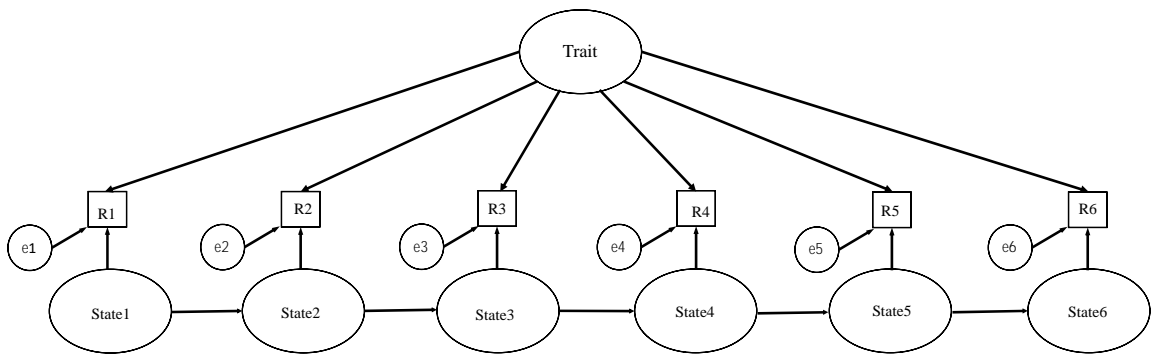 Trait
R1
R2
R3
R4
R5
R6
e1
e2
e3
e4
e5
e6
State1
State2
State3
State4
State5
State6